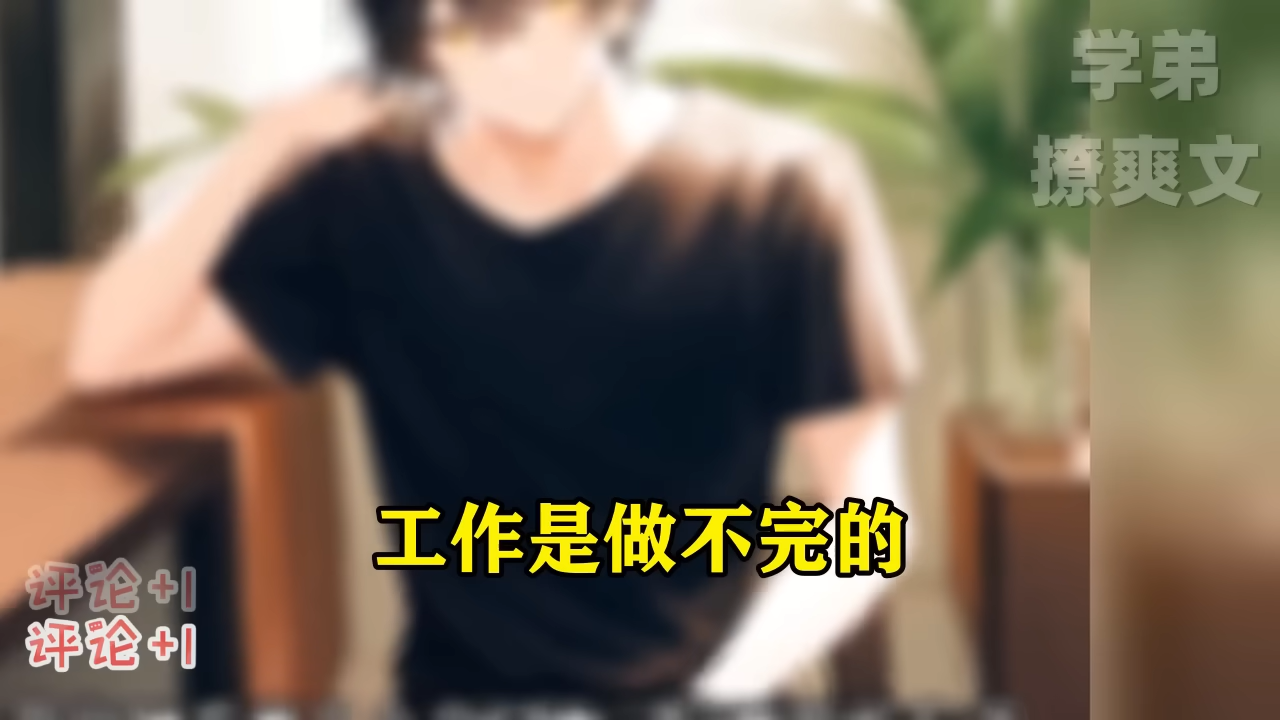 学弟
撩爽文
工作是做不完的
评论+1
评论+1